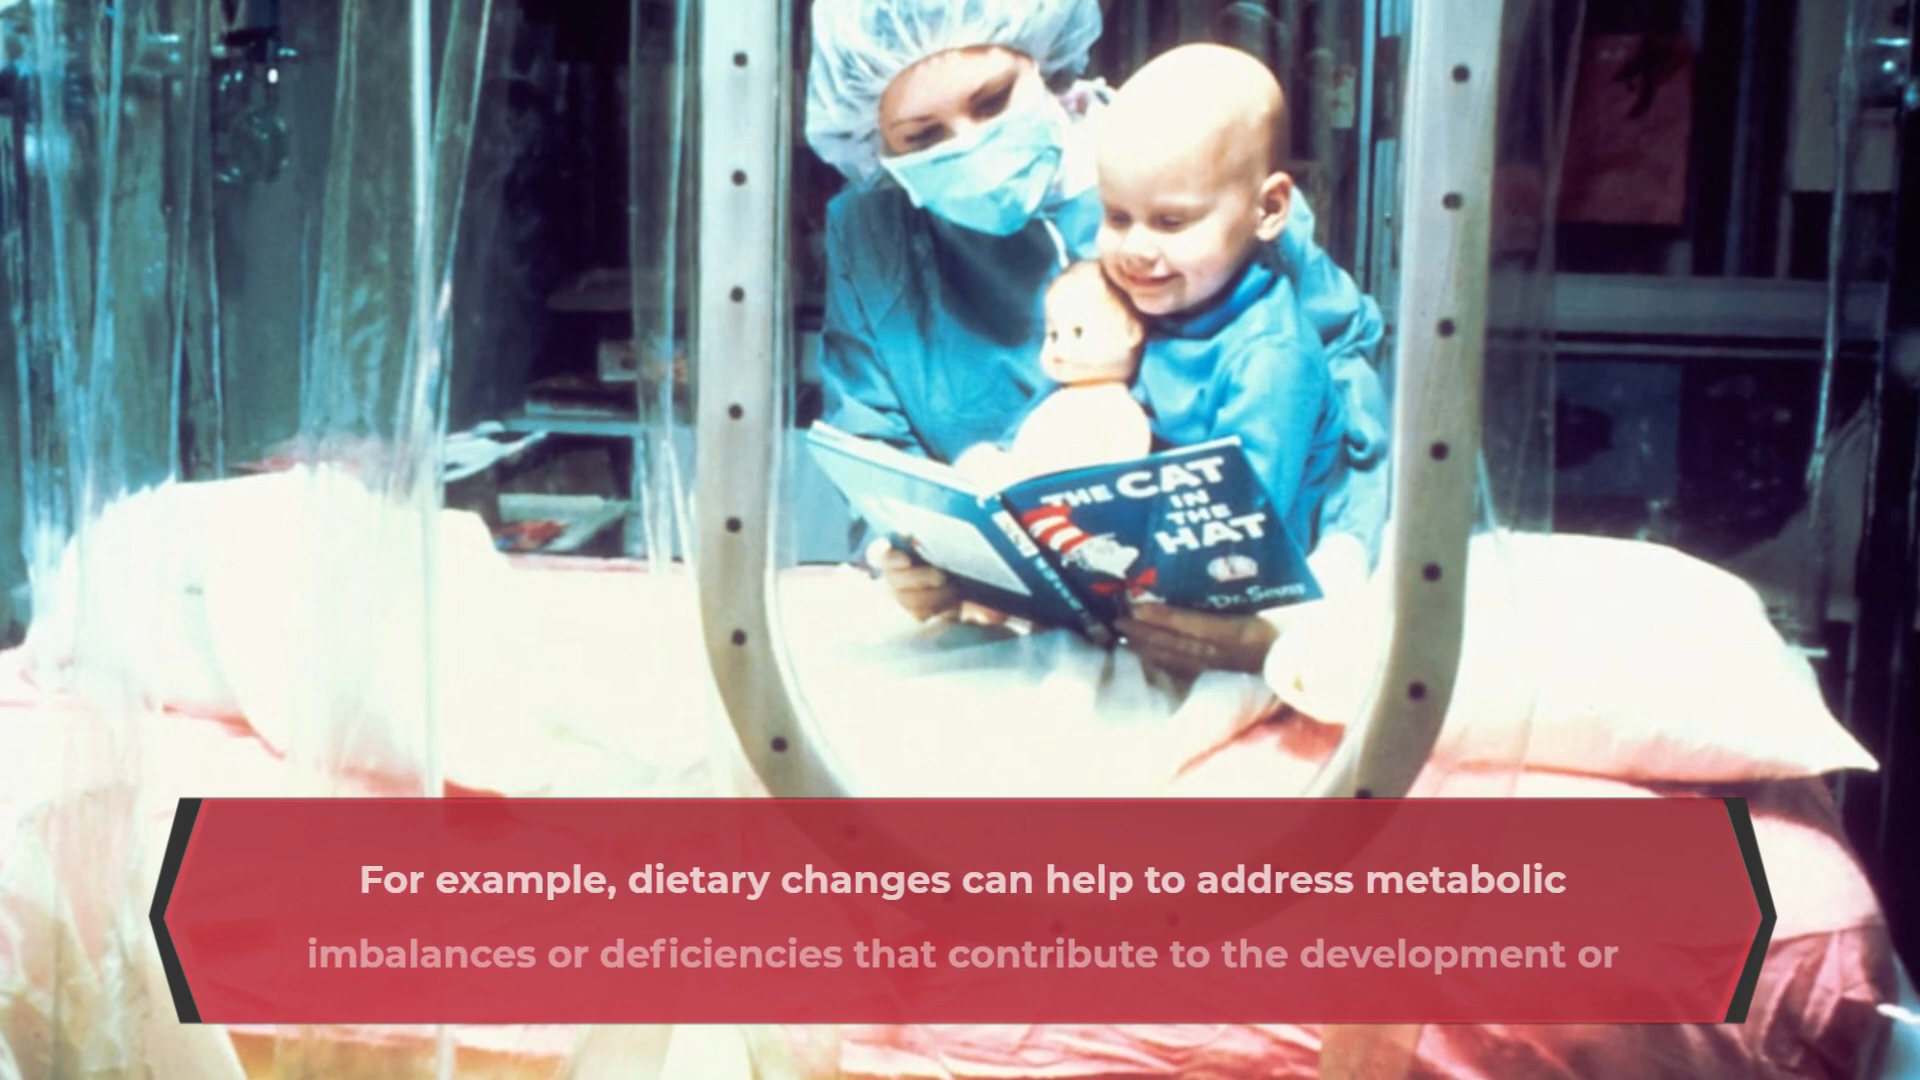 THE CAT
IN
THE
HAT
Dr. Seuss
For example, dietary changes can help to address metabolic
imbalances or deficiencies that contribute to the development or